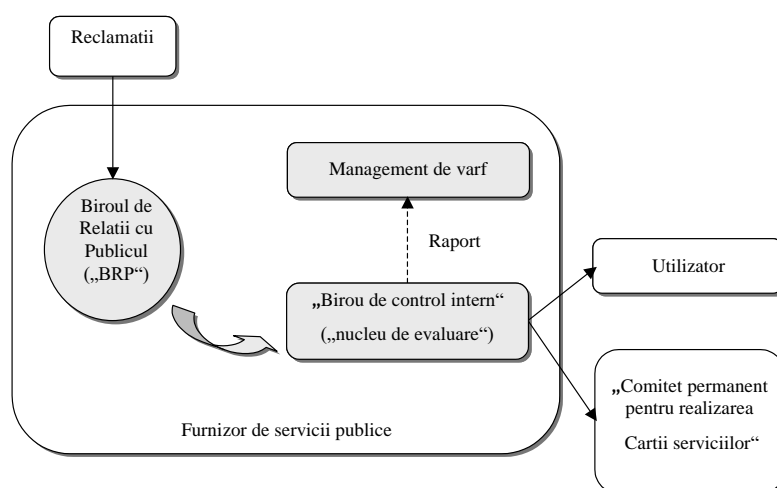 Reclamatii
Management de varf
Biroul de
Relatii cu
Publicul
(„BRP“)
Raport
Utilizator
„Birou de control intern“
(„nucleu de evaluare“)
„Comitet permanent
pentru realizarea
Cartii serviciilor“
Furnizor de servicii publice